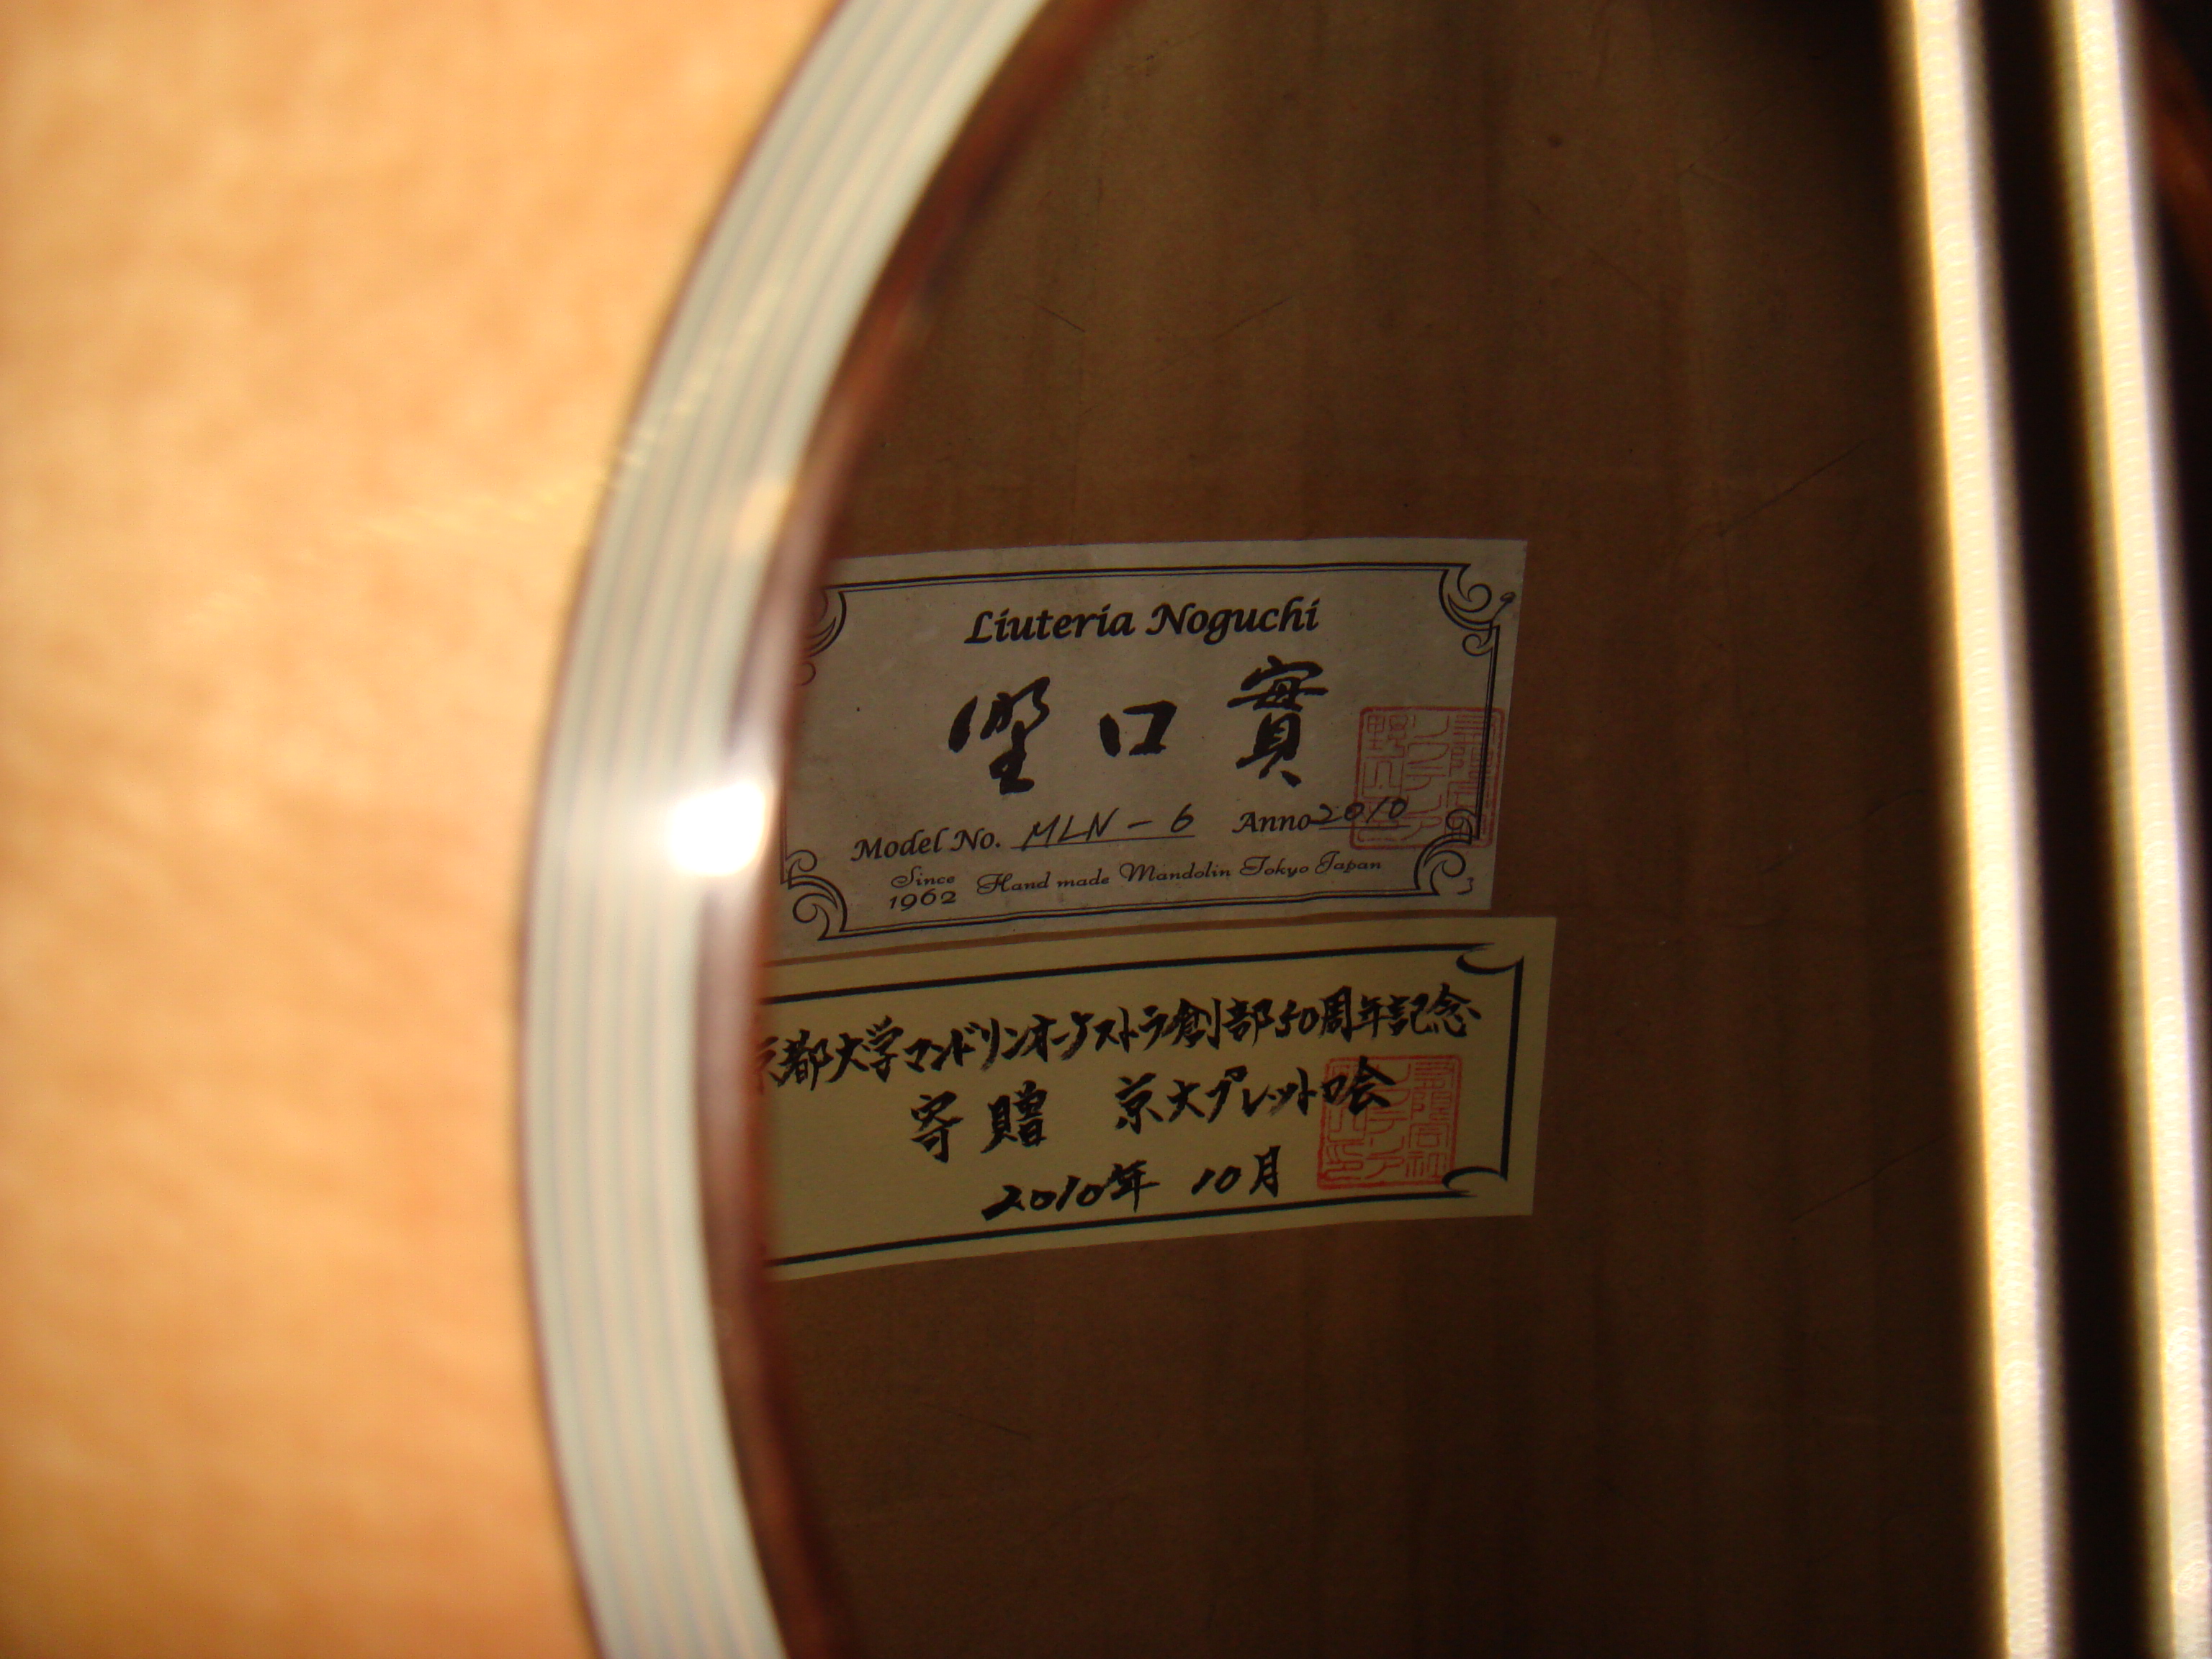 Liuteria Noguchi
野口實
Model No. MLN-6 Anno 2010
Since 1962 Hand made Mandolin Tokyo Japan
京都大学マンドリンオーケストラ創部50周年記念
寄贈 京大プレットロ会
2010年 10月